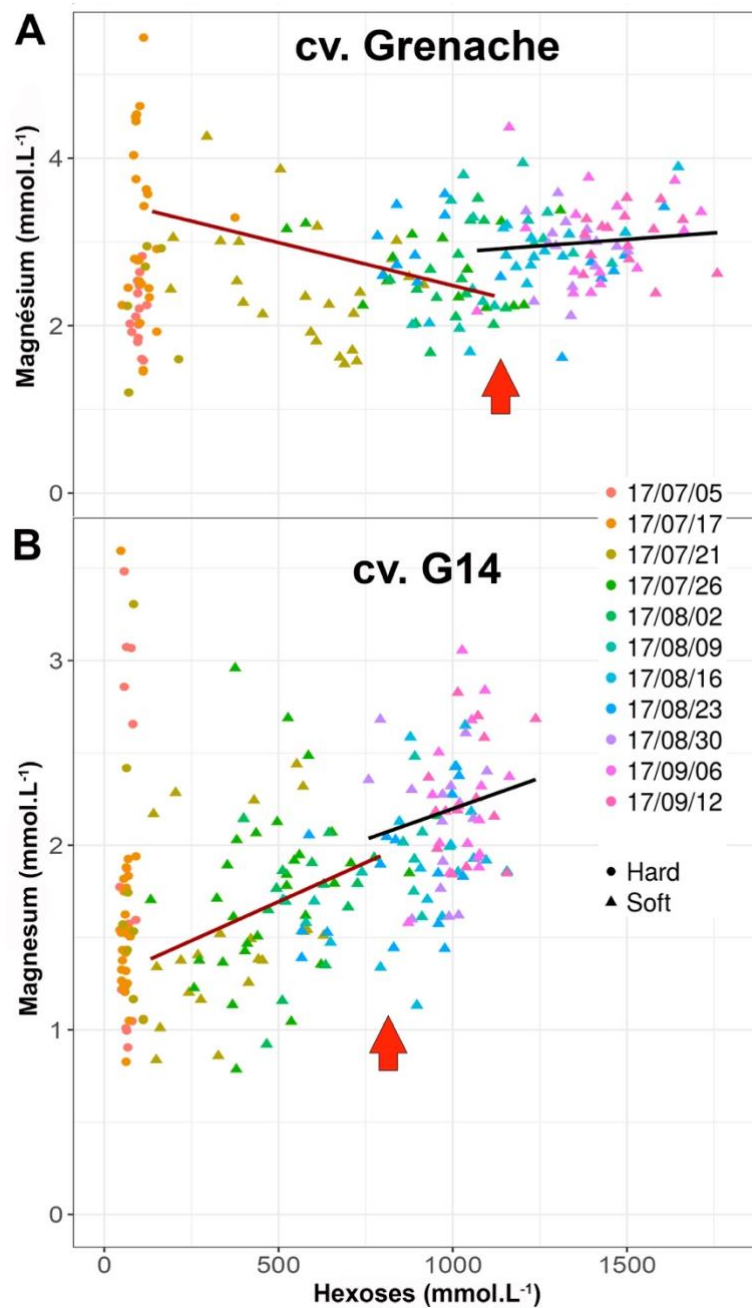 A
cv. Grenache
Magnésium (mmol.L⁻¹)
4
2
0
B
cv. G14
Magnesum (mmol.L⁻¹)
3
2
1
0
17/07/05
17/07/17
17/07/21
17/07/26
17/08/02
17/08/09
17/08/16
17/08/23
17/08/30
17/09/06
17/09/12
Hard
Soft
0 500 1000 1500
Hexoses (mmol.L⁻¹)